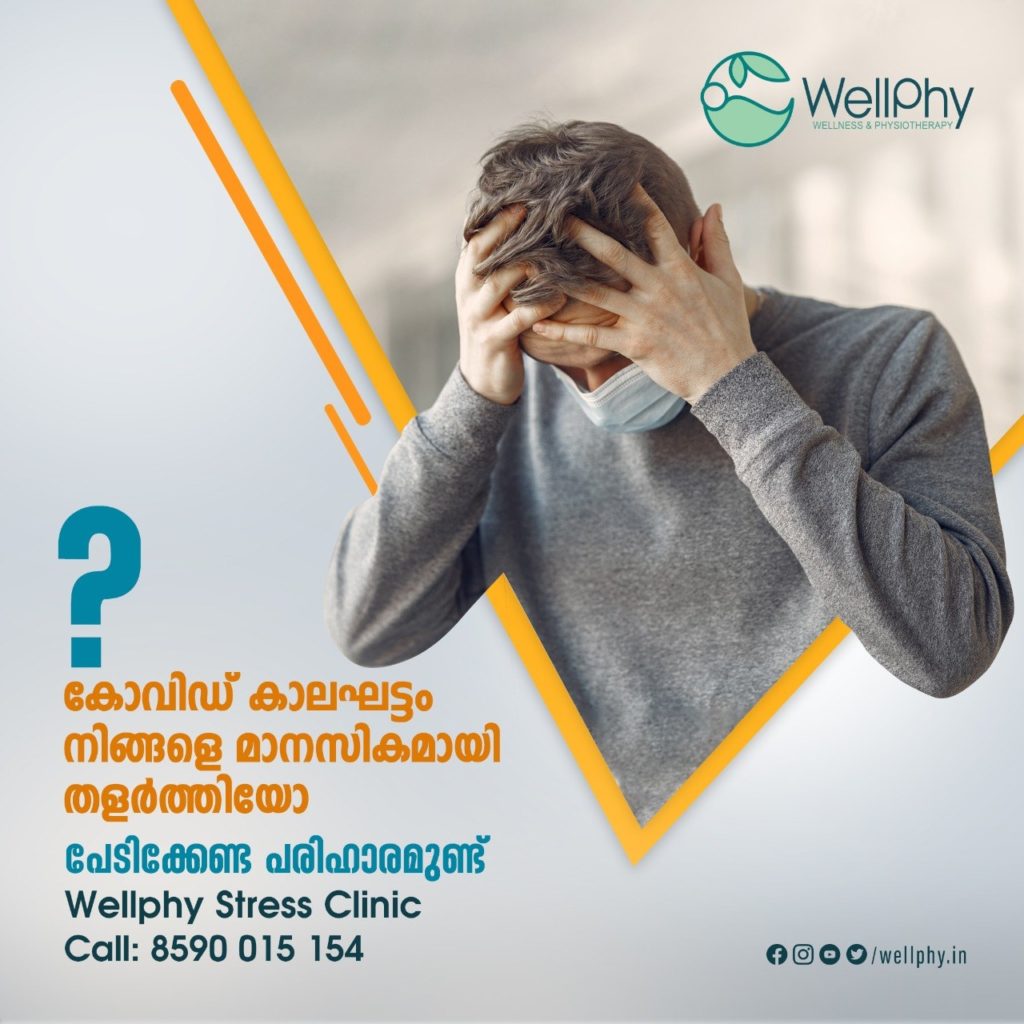 WellPhy
WELLNESS & PHYSIOTHERAPY
?
കോവിഡ് കാലഘട്ടം
നിങ്ങളെ മാനസികമായി
തളർത്തിയോ
പേടിക്കേണ്ട പരിഹാരമുണ്ട്
Wellphy Stress Clinic
Call: 8590 015 154
/wellphy.in